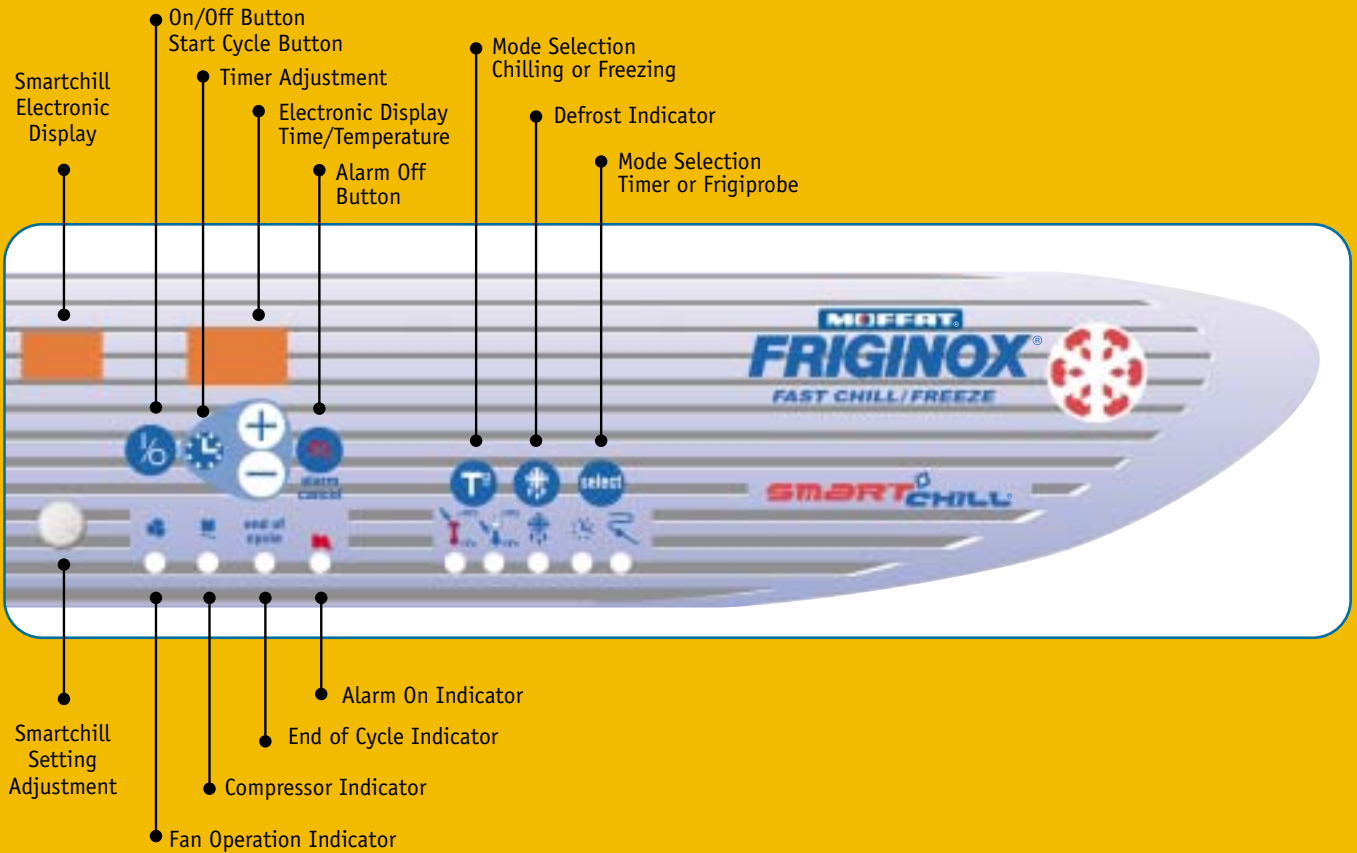 On/Off Button
Start Cycle Button
Mode Selection
Chilling or Freezing
Smartchill
Electronic
Display
Timer Adjustment
Electronic Display
Time/Temperature
Defrost Indicator
Alarm Off
Button
Mode Selection
Timer or Frigiprobe
MOFFAT
FRIGINOX®
FAST CHILL/FREEZE
alarm
cancel
T°
select
SMART CHILL
end of
cycle
Alarm On Indicator
End of Cycle Indicator
Smartchill
Setting
Adjustment
Compressor Indicator
Fan Operation Indicator